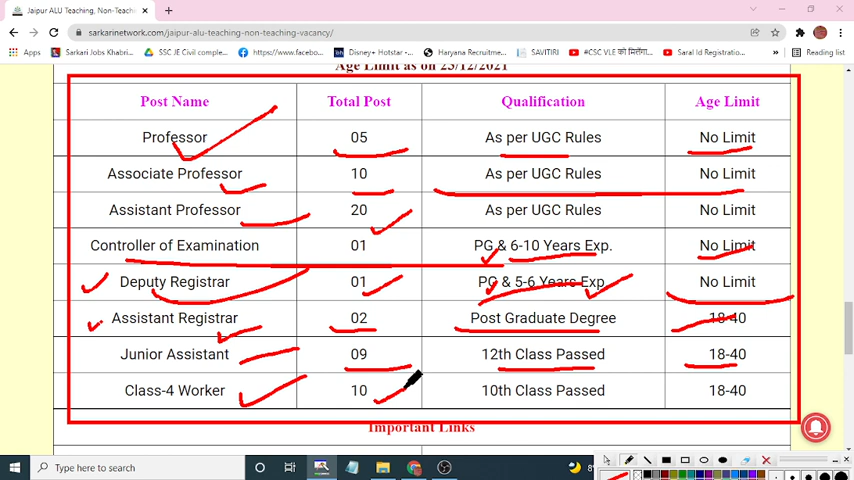 Jaipur ALU Teaching, Non-Teachin
sarkarinetwork.com/jaipur-alu-teaching-non-teaching-vacancy/
Apps Sarkari Jobs Khabri... SSC JE Civil comple... https://www.faceboo... Disney+ Hotstar -... Haryana Recruitme... SAVITIRI #CSC VLE को मिलेगा... Saral Id Registratio... Reading list
Age Limit as on 25/12/2021
Post Name Total Post Qualification Age Limit
Professor 05 As per UGC Rules No Limit
Associate Professor 10 As per UGC Rules No Limit
Assistant Professor 20 As per UGC Rules No Limit
Controller of Examination 01 PG & 6-10 Years Exp. No Limit
Deputy Registrar 01 PG & 5-6 Years Exp No Limit
Assistant Registrar 02 Post Graduate Degree 18-40
Junior Assistant 09 12th Class Passed 18-40
Class-4 Worker 10 10th Class Passed 18-40
Important Links
Type here to search